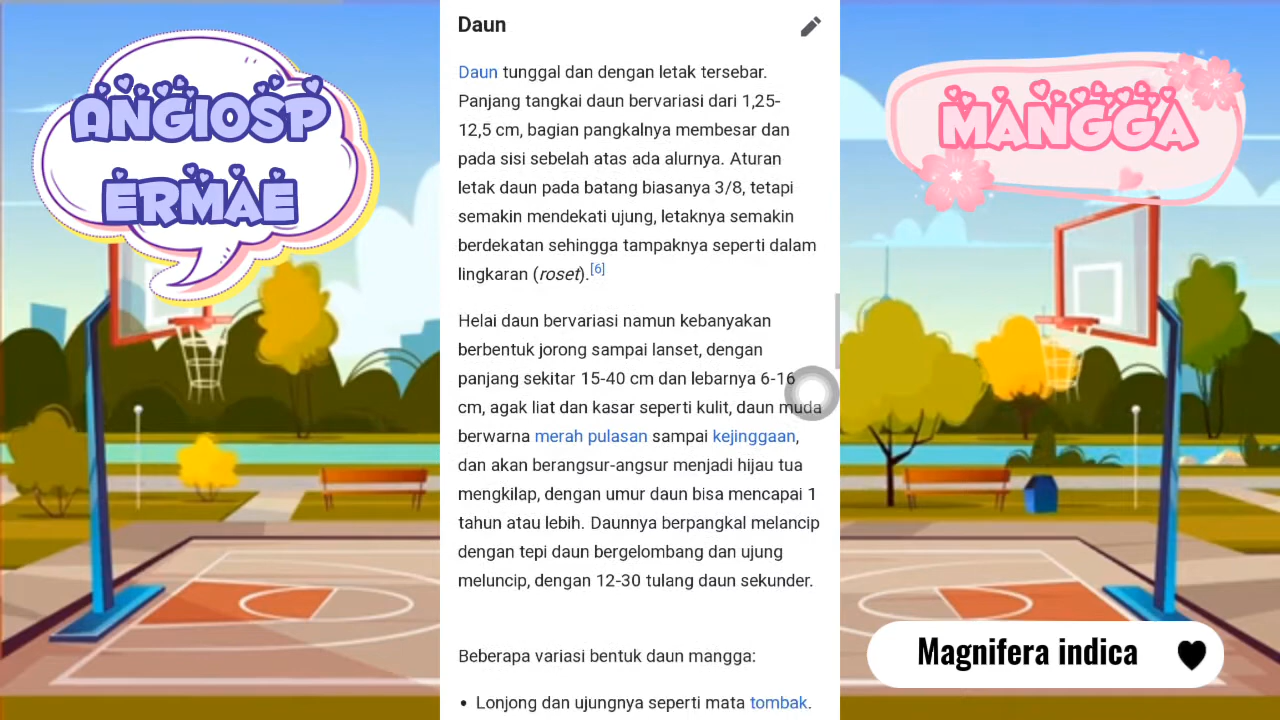 ANGIOSP
ERMAE
Daun
Daun tunggal dan dengan letak tersebar.
Panjang tangkai daun bervariasi dari 1,25-
12,5 cm, bagian pangkalnya membesar dan
pada sisi sebelah atas ada alurnya. Aturan
letak daun pada batang biasanya 3/8, tetapi
semakin mendekati ujung, letaknya semakin
berdekatan sehingga tampaknya seperti dalam
lingkaran (roset).[6]
Helai daun bervariasi namun kebanyakan
berbentuk jorong sampai lanset, dengan
panjang sekitar 15-40 cm dan lebarnya 6-16
cm, agak liat dan kasar seperti kulit, daun muda
berwarna merah pulasan sampai kejinggaan,
dan akan berangsur-angsur menjadi hijau tua
mengkilap, dengan umur daun bisa mencapai 1
tahun atau lebih. Daunnya berpangkal melancip
dengan tepi daun bergelombang dan ujung
meluncip, dengan 12-30 tulang daun sekunder.
Beberapa variasi bentuk daun mangga:
• Lonjong dan ujungnya seperti mata tombak.
MANGGA
Magnifera indica